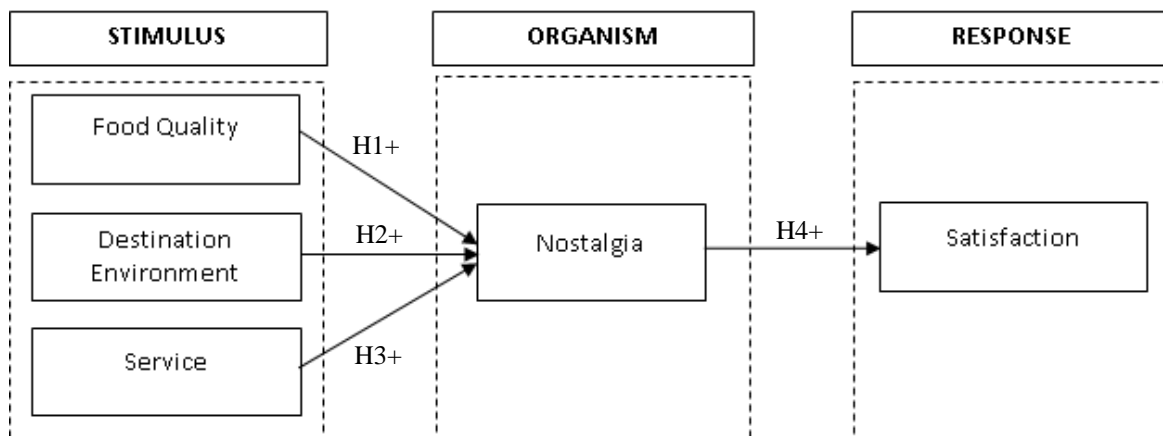 STIMULUS
ORGANISM
RESPONSE
Food Quality
H1+
Destination
Environment
H2+
Nostalgia
H4+
Satisfaction
Service
H3+